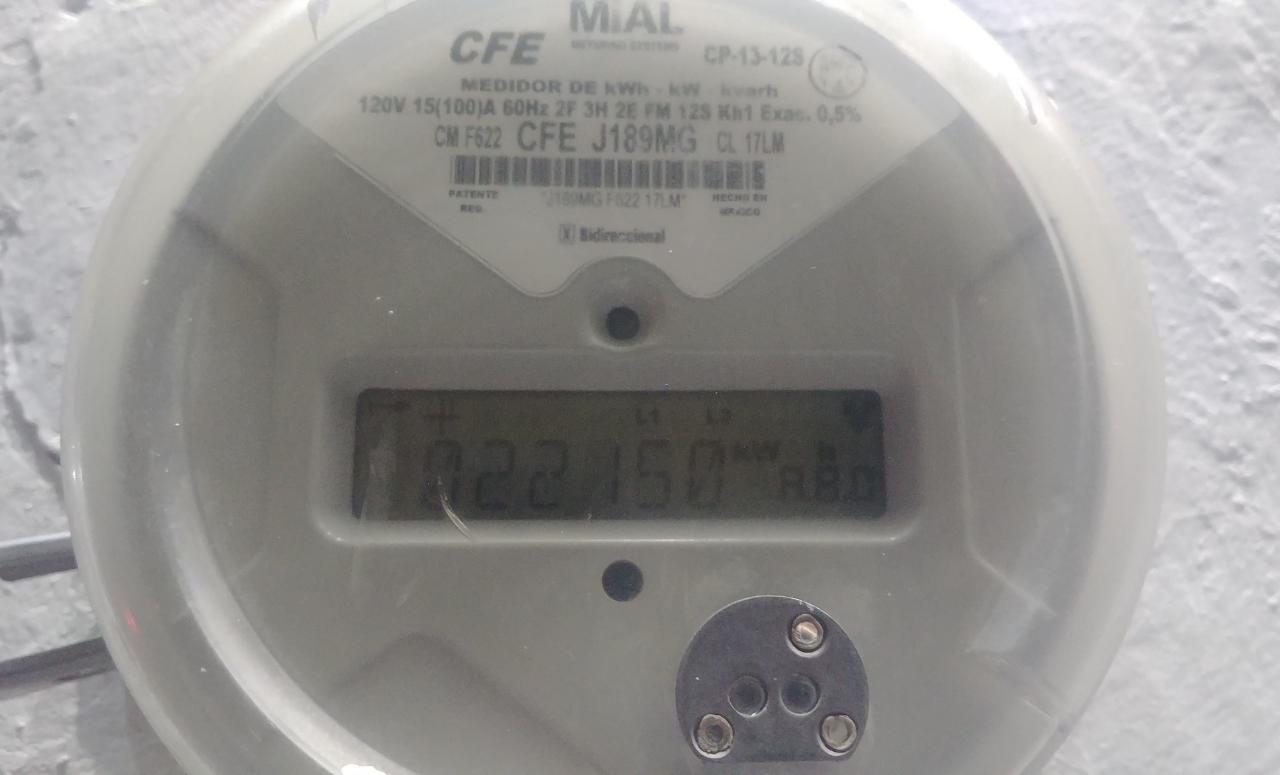 MiAL
METERING SYSTEMS
CFE
CP-13-12S
MEDIDOR DE kWh - kW - kvarh
120V 15(100)A 60Hz 2F 3H 2E FM 12S Kh1 Exac. 0,5%
CM F622 CFE J189MG CL 17LM
PATENTE
REG.
"J189MG F622 17LM"
HECHO EN
MEXICO
X Bidireccional
+ L1 L2
022150 kW h